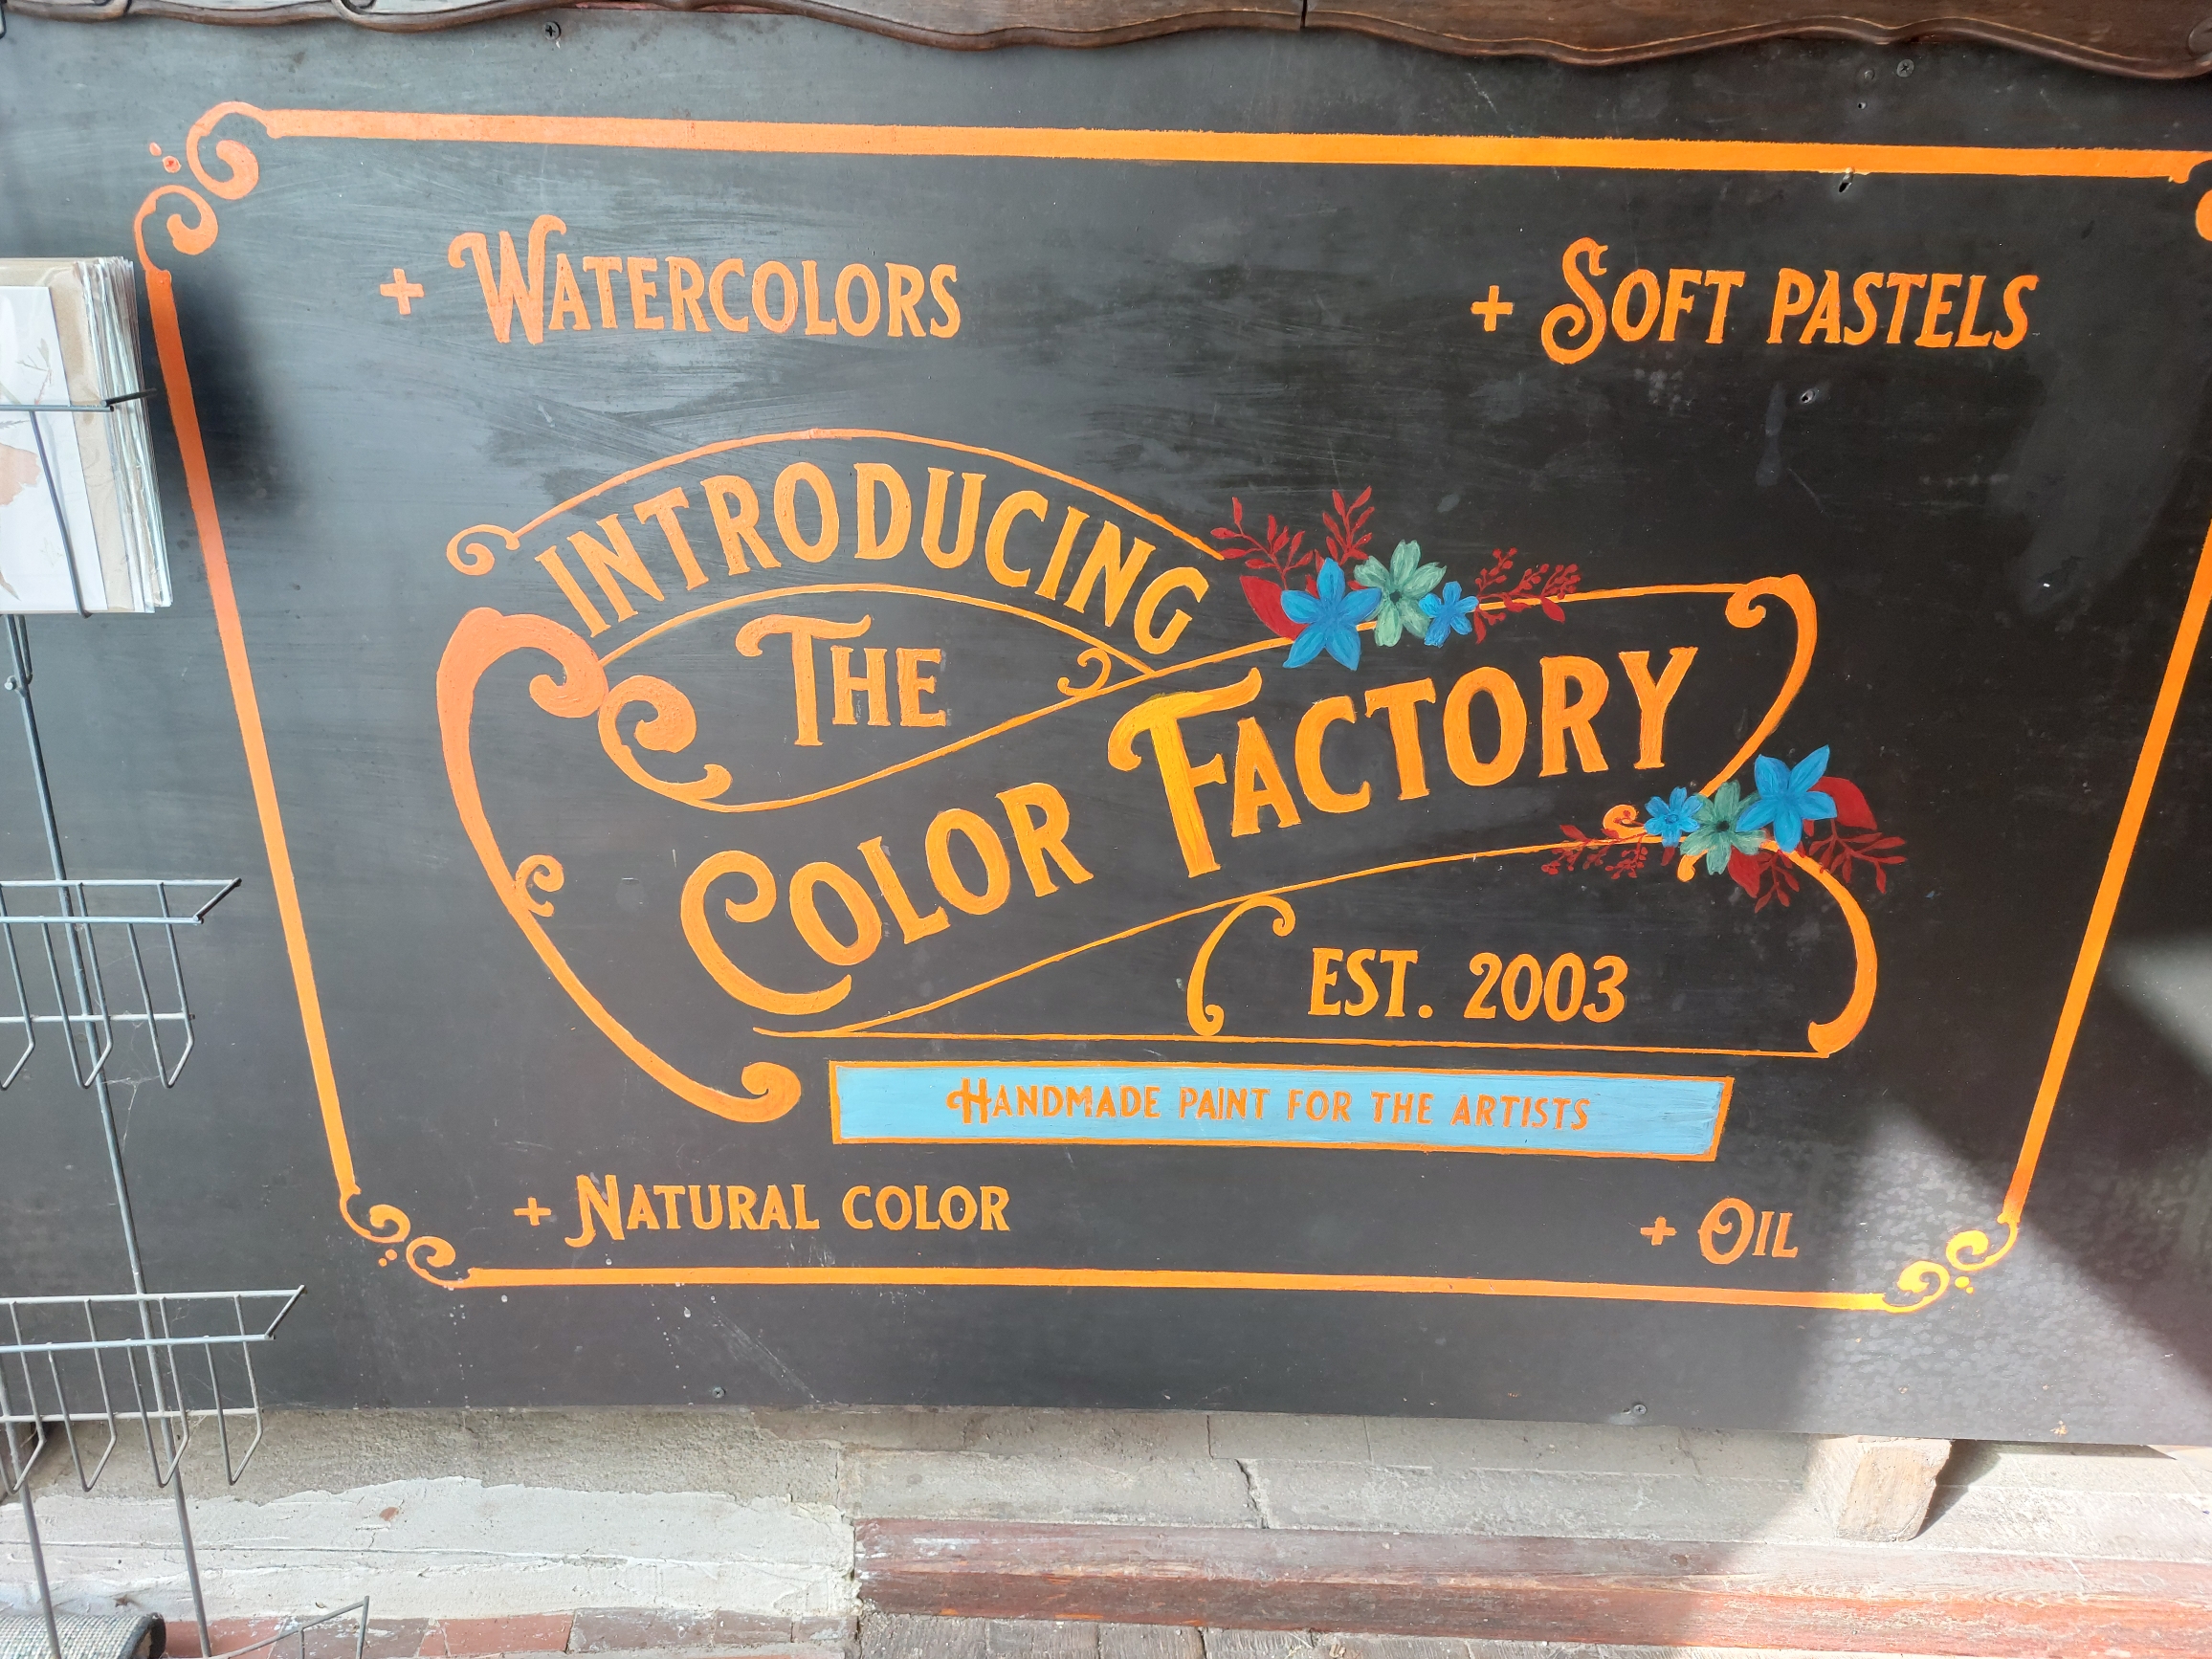 + Watercolors
+ Soft pastels
INTRODUCING
The
Color Factory
EST. 2003
Handmade paint for the artists
+ Natural color
+ Oil